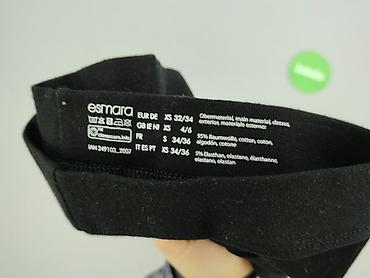 esmara
clevercare.info
IAN 349103_2007
EUR DE XS 32/34
GB IE NI XS 4/6
FR S 34/36
IT ES PT XS 34/36
Obermaterial, main material, dessus,
exterior, materiale esterno:
95% Baumwolle, cotton, coton,
algodón, cotone
5% Elasthan, elastane, élasthanne,
elastano, elastan